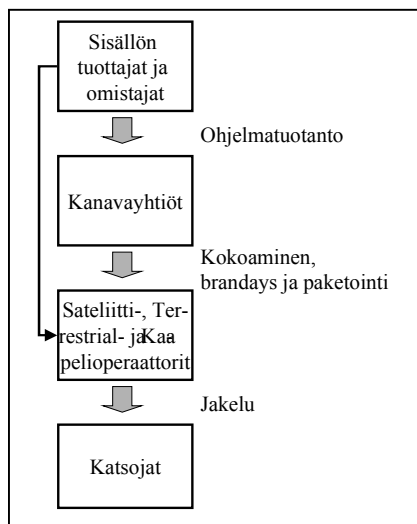 Sisällön
tuottajat ja
omistajat
Ohjelmatuotanto
Kanavayhtiöt
Kokoaminen,
brandays ja paketointi
Sateliitti-, Ter-
restrial- ja Kaa-
pelioperaattorit
Jakelu
Katsojat